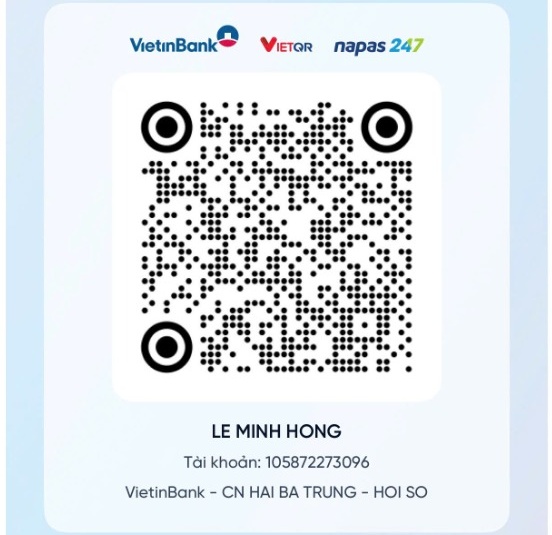 VIETINBANK VIETQR napas 247
LE MINH HONG
Tài khoản: 105872273096
VietinBank - CN HAI BA TRUNG - HOI SO